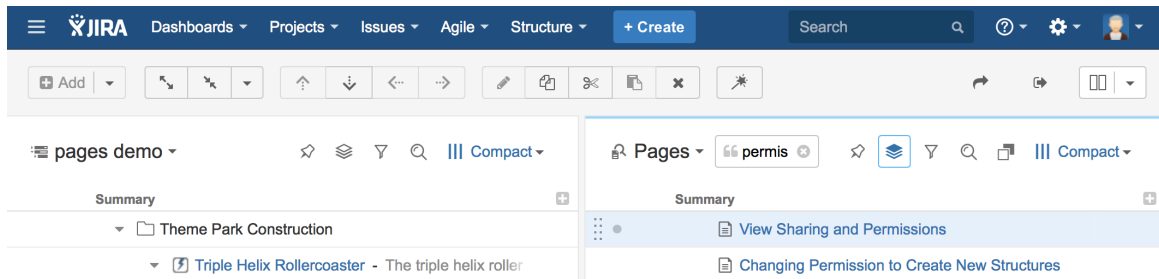 JIRA Dashboards Projects Issues Agile Structure + Create Search
Add
pages demo Compact Pages permis Compact
Summary Summary
Theme Park Construction View Sharing and Permissions
Triple Helix Rollercoaster - The triple helix roller Changing Permission to Create New Structures